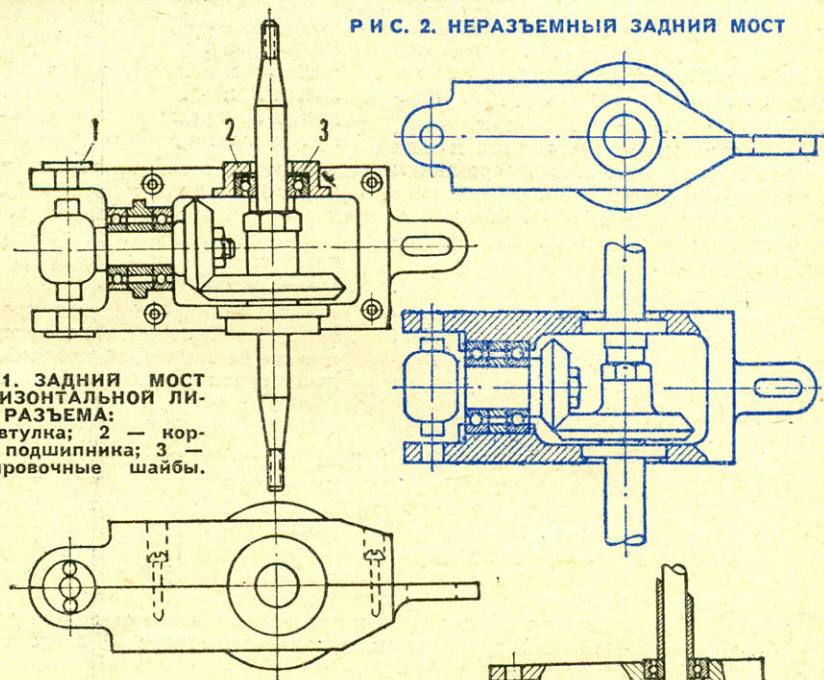 РИС. 2. НЕРАЗЪЕМНЫЙ ЗАДНИЙ МОСТ
1
2
3
1. ЗАДНИЙ МОСТ
ИЗОНТАЛЬНОЙ ЛИ-
РАЗЪЕМА:
втулка; 2 — кор-
подшипника; 3 —
ировочные шайбы.